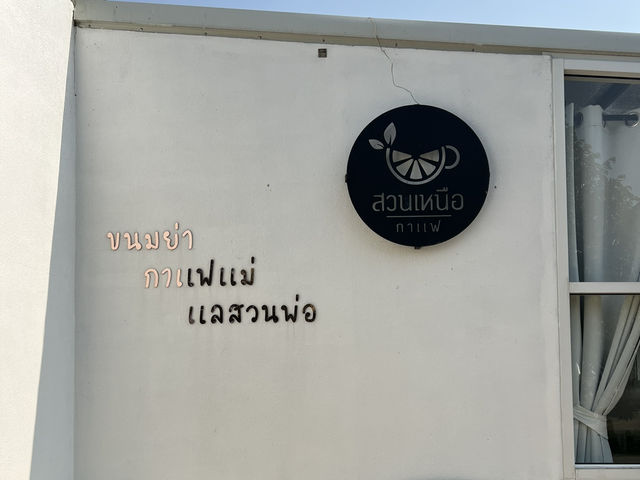 ขนมย่า
กาแฟแม่
แลสวนพ่อ
สวนเหนือ
กาแฟ